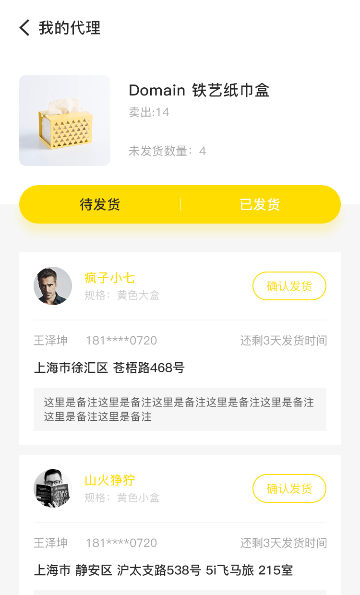 我的代理
Domain 铁艺纸巾盒
卖出:14
未发货数量：4
待发货
已发货
疯子小七
规格：黄色大盒
确认发货
王泽坤 181****0720 还剩3天发货时间
上海市徐汇区 苍梧路468号
这里是备注这里是备注这里是备注这里是备注这里是备注
这里是备注这里是备注
山火狰狞
规格：黄色小盒
确认发货
王泽坤 181****0720 还剩3天发货时间
上海市 静安区 沪太支路538号 5i飞马旅 215室